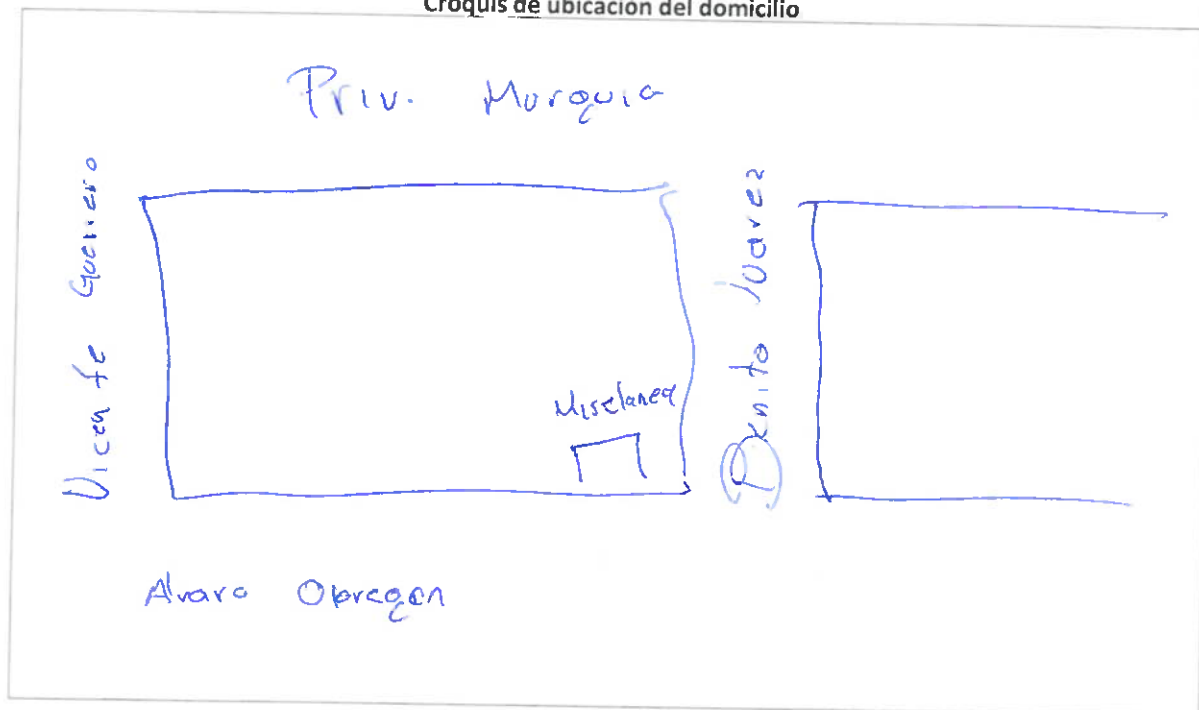 Croquis de ubicación del domicilio
Priv. Murguia
Vicente Guerrero
Benito Juarez
Miselanea
Alvaro Obregon